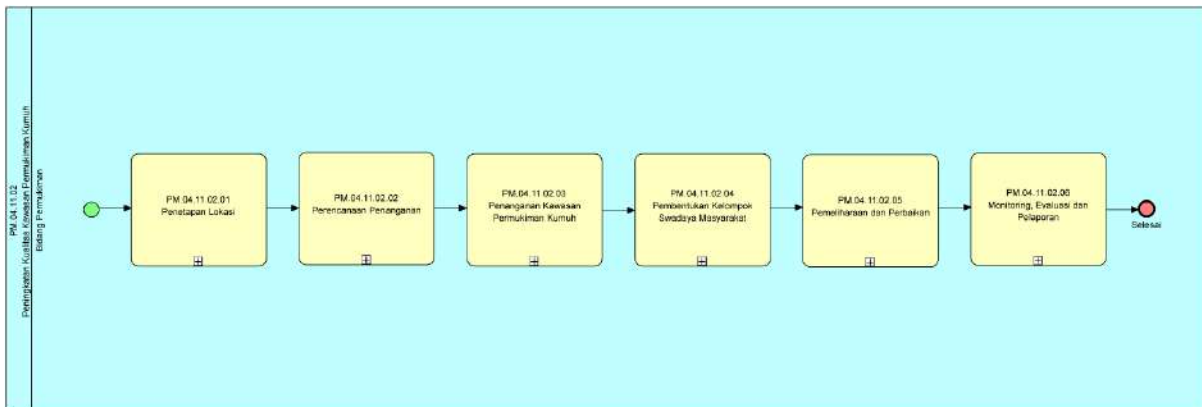 PM.04.11.02
Peningkatan Kualitas Kawasan Permukiman Kumuh
Bidang Permukiman
PM.04.11.02.01
Penetapan Lokasi
PM.04.11.02.02
Perencanaan Penanganan
PM.04.11.02.03
Penanganan Kawasan
Permukiman Kumuh
PM.04.11.02.04
Pembentukan Kelompok
Swadaya Masyarakat
PM.04.11.02.05
Pemeliharaan dan Perbaikan
PM.04.11.02.06
Monitoring, Evaluasi dan
Pelaporan
Selesai